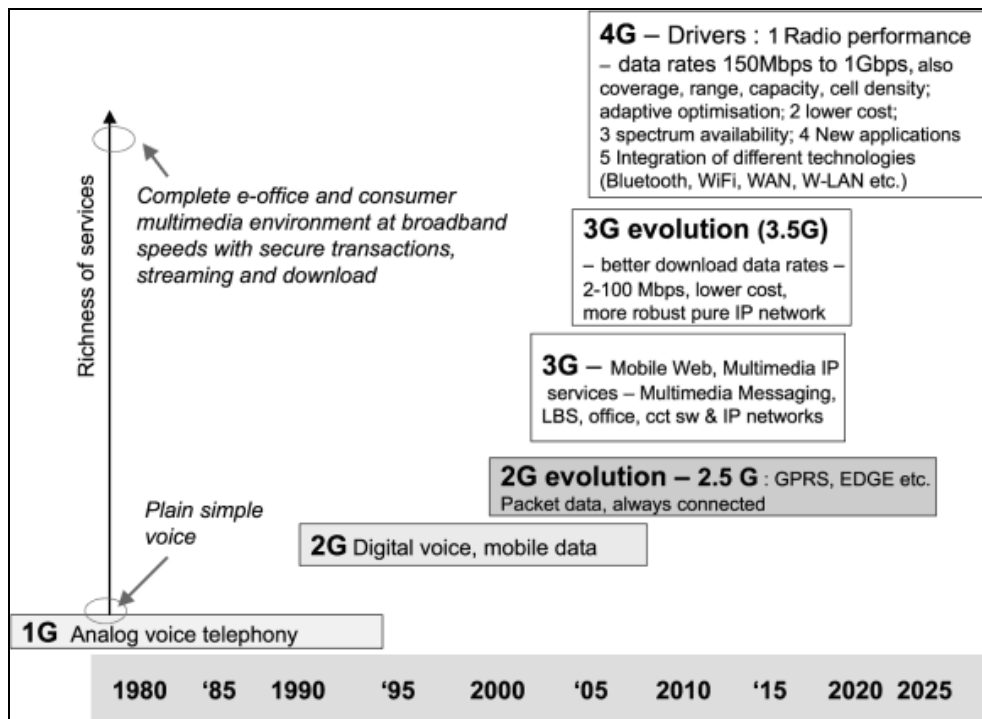 4G – Drivers : 1 Radio performance
– data rates 150Mbps to 1Gbps, also
coverage, range, capacity, cell density;
adaptive optimisation; 2 lower cost;
3 spectrum availability; 4 New applications
5 Integration of different technologies
(Bluetooth, WiFi, WAN, W-LAN etc.)
Richness of services
Complete e-office and consumer
multimedia environment at broadband
speeds with secure transactions,
streaming and download
3G evolution (3.5G)
– better download data rates –
2-100 Mbps, lower cost,
more robust pure IP network
3G – Mobile Web, Multimedia IP
services – Multimedia Messaging,
LBS, office, cct sw & IP networks
2G evolution – 2.5 G : GPRS, EDGE etc.
Packet data, always connected
Plain simple
voice
2G Digital voice, mobile data
1G Analog voice telephony
1980 ‘85 1990 ‘95 2000 ‘05 2010 ‘15 2020 2025